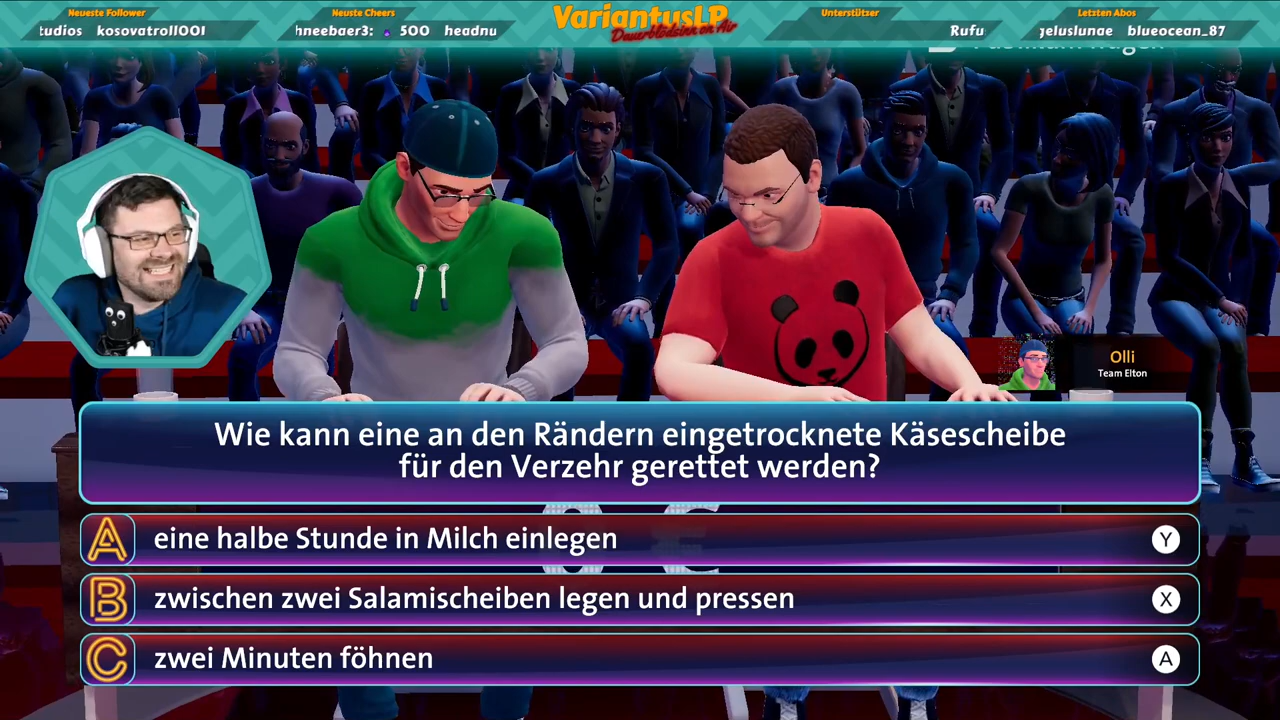 Neueste Follower
Neuste Cheers
VariantusLP
Dauerblödsinn on Air
Unterstützer
Letzten Abos
tudios kosovatroll001
hneebaer3: 500 headnu
Rufu
geluslunae blueocean_87
Olli
Team Elton
Wie kann eine an den Rändern eingetrocknete Käsescheibe
für den Verzehr gerettet werden?
A eine halbe Stunde in Milch einlegen Y
B zwischen zwei Salamischeiben legen und pressen X
C zwei Minuten föhnen A